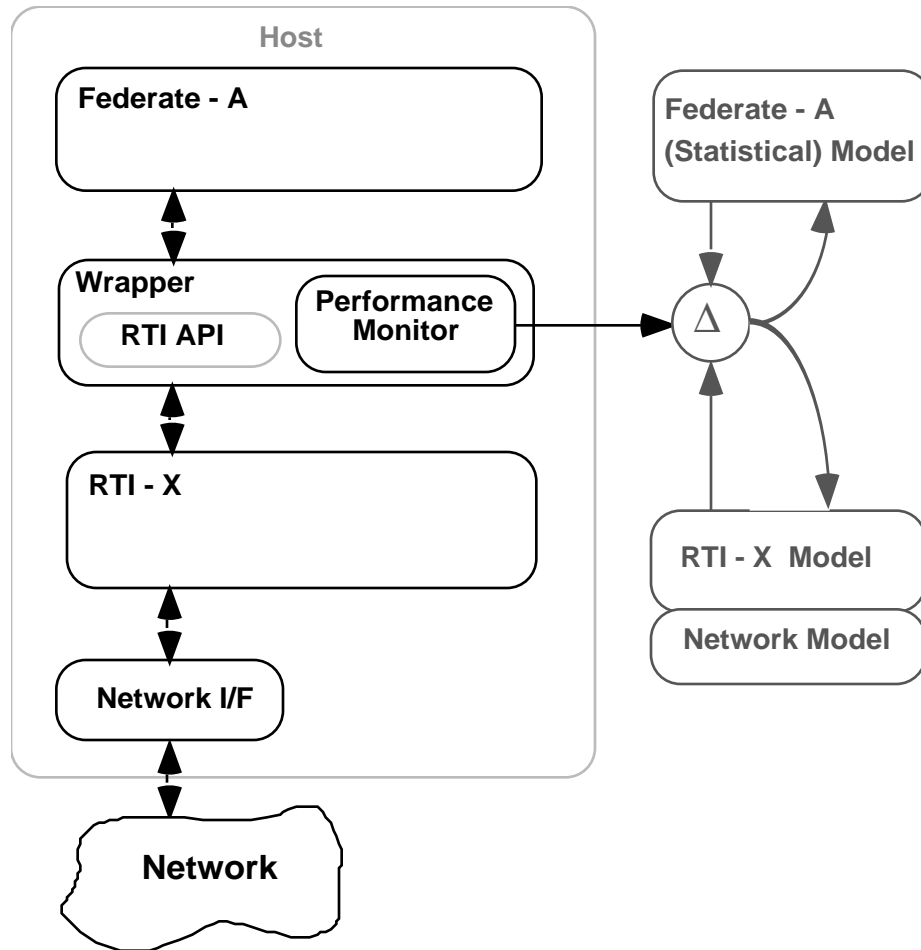 Host
Federate - A
Wrapper
RTI API
Performance
Monitor
RTI - X
Network I/F
Network
Federate - A
(Statistical) Model
Δ
RTI - X Model
Network Model